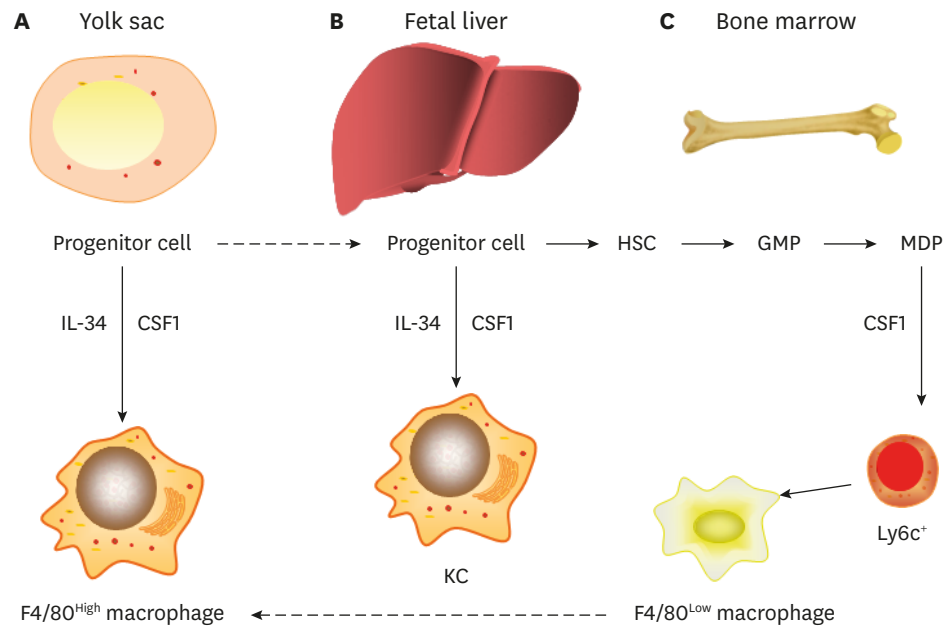 A Yolk sac
B Fetal liver
C Bone marrow
Progenitor cell
Progenitor cell
HSC
GMP
MDP
IL-34
CSF1
IL-34
CSF1
CSF1
Ly6c⁺
KC
F4/80ᴴⁱᵍʰ macrophage
F4/80ᴸᵒʷ macrophage